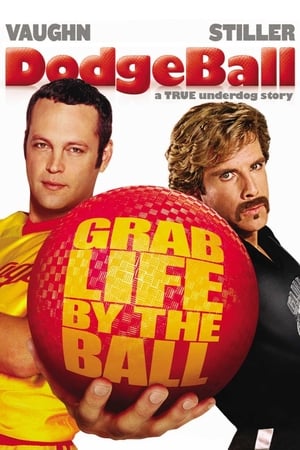 VAUGHN STILLER
DodgeBall
a TRUE underdog story
GRAB
LIFE
BY THE
BALL